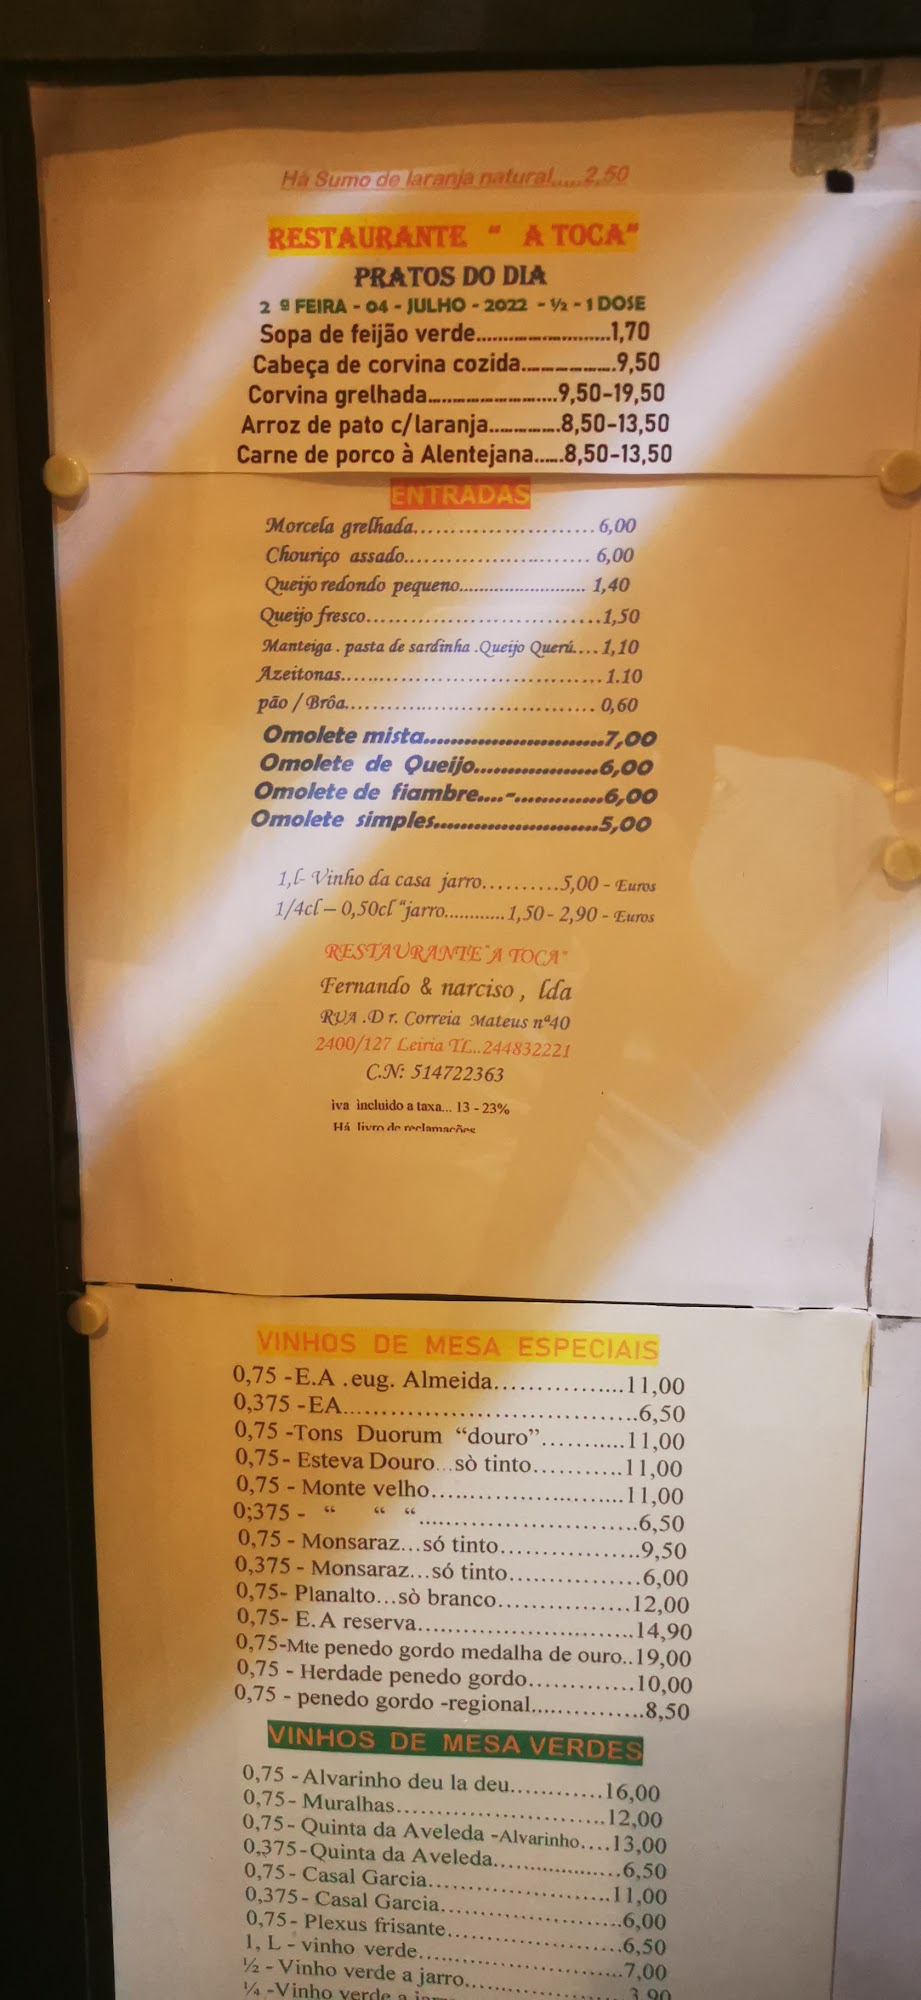 Há Sumo de laranja natural.....2,50
RESTAURANTE “ A TOCA”
PRATOS DO DIA
2 ª FEIRA - 04 - JULHO - 2022 - ½ - 1 DOSE
Sopa de feijão verde..............................1,70
Cabeça de corvina cozida..................9,50
Corvina grelhada..........................9,50-19,50
Arroz de pato c/laranja...............8,50-13,50
Carne de porco à Alentejana......8,50-13,50
ENTRADAS
Morcela grelhada............................6,00
Chouriço assado............................. 6,00
Queijo redondo pequeno.......................... 1,40
Queijo fresco....................................1,50
Manteiga . pasta de sardinha .Queijo Querú....1,10
Azeitonas........................................1.10
pão / Brôa...................................... 0,60
Omolete mista............................7,00
Omolete de Queijo...................6,00
Omolete de fiambre....-..............6,00
Omolete simples.........................5,00
1,l- Vinho da casa jarro..........5,00 - Euros
1/4cl – 0,50cl “jarro............1,50- 2,90 - Euros
RESTAURANTE“A TOCA”
Fernando & narciso , lda
RUA .D r. Correia Mateus nº40
2400/127 Leiria TL..244832221
C.N: 514722363
iva incluido a taxa... 13 - 23%
Há livro de reclamações
VINHOS DE MESA ESPECIAIS
0,75 -E.A .eug. Almeida.................11,00
0,375 -EA......................................6,50
0,75 -Tons Duorum “douro”...........11,00
0,75- Esteva Douro...sò tinto...........11,00
0,75 - Monte velho.........................11,00
0;375 - “ “ “............................6,50
0,75 - Monsaraz...só tinto..................9,50
0,375 - Monsaraz...só tinto.................6,00
0,75- Planalto...sò branco.................12,00
0,75- E.A reserva............................14,90
0,75-Mte penedo gordo medalha de ouro..19,00
0,75 - Herdade penedo gordo.............10,00
0,75 - penedo gordo -regional...............8,50
VINHOS DE MESA VERDES
0,75 -Alvarinho deu la deu............16,00
0,75- Muralhas...........................12,00
0,75- Quinta da Aveleda -Alvarinho....13,00
0,375-Quinta da Aveleda.................6,50
0,75- Casal Garcia.......................11,00
0,375- Casal Garcia.......................6,00
0,75- Plexus frisante......................6,50
1, L - vinho verde..........................7,00
½ - Vinho verde a jarro....................3,90
¼ -Vinho verde a jarro